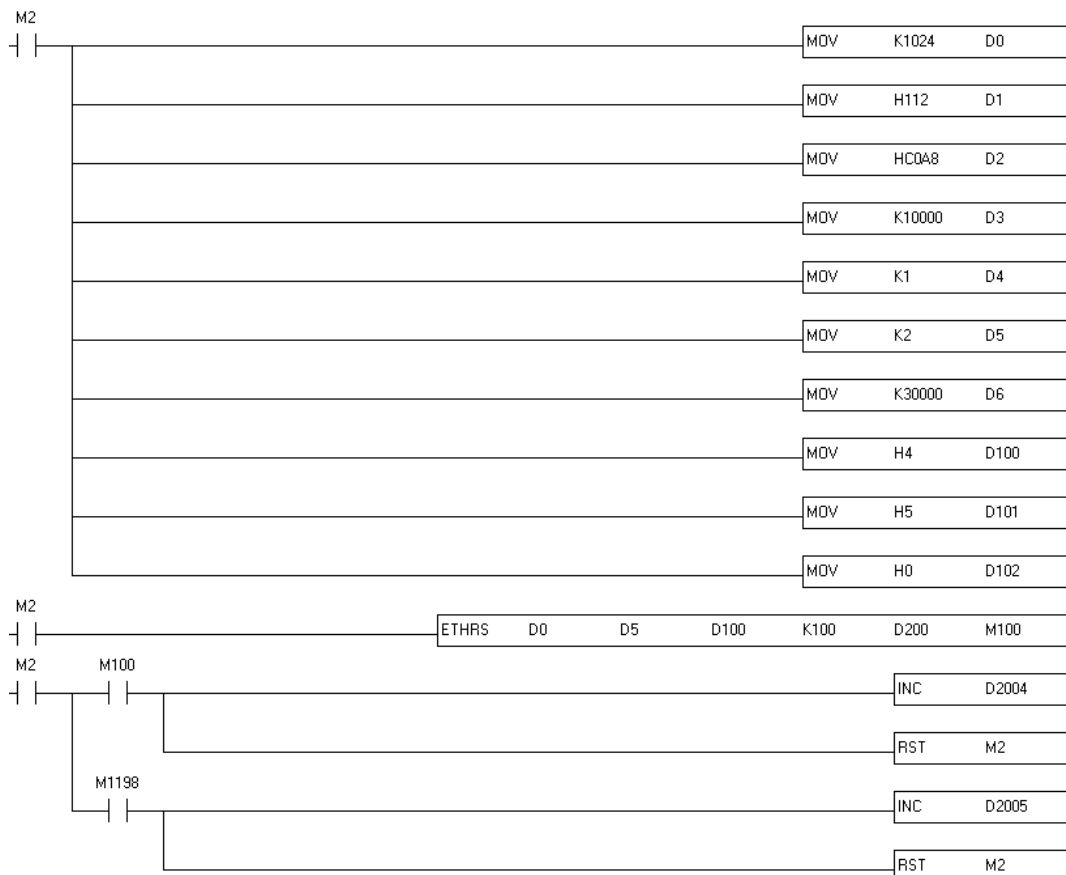 M2
MOV K1024 D0
MOV H112 D1
MOV HC0A8 D2
MOV K10000 D3
MOV K1 D4
MOV K2 D5
MOV K30000 D6
MOV H4 D100
MOV H5 D101
MOV H0 D102
M2
ETHRS D0 D5 D100 K100 D200 M100
M2 M100
INC D2004
RST M2
M1198
INC D2005
RST M2